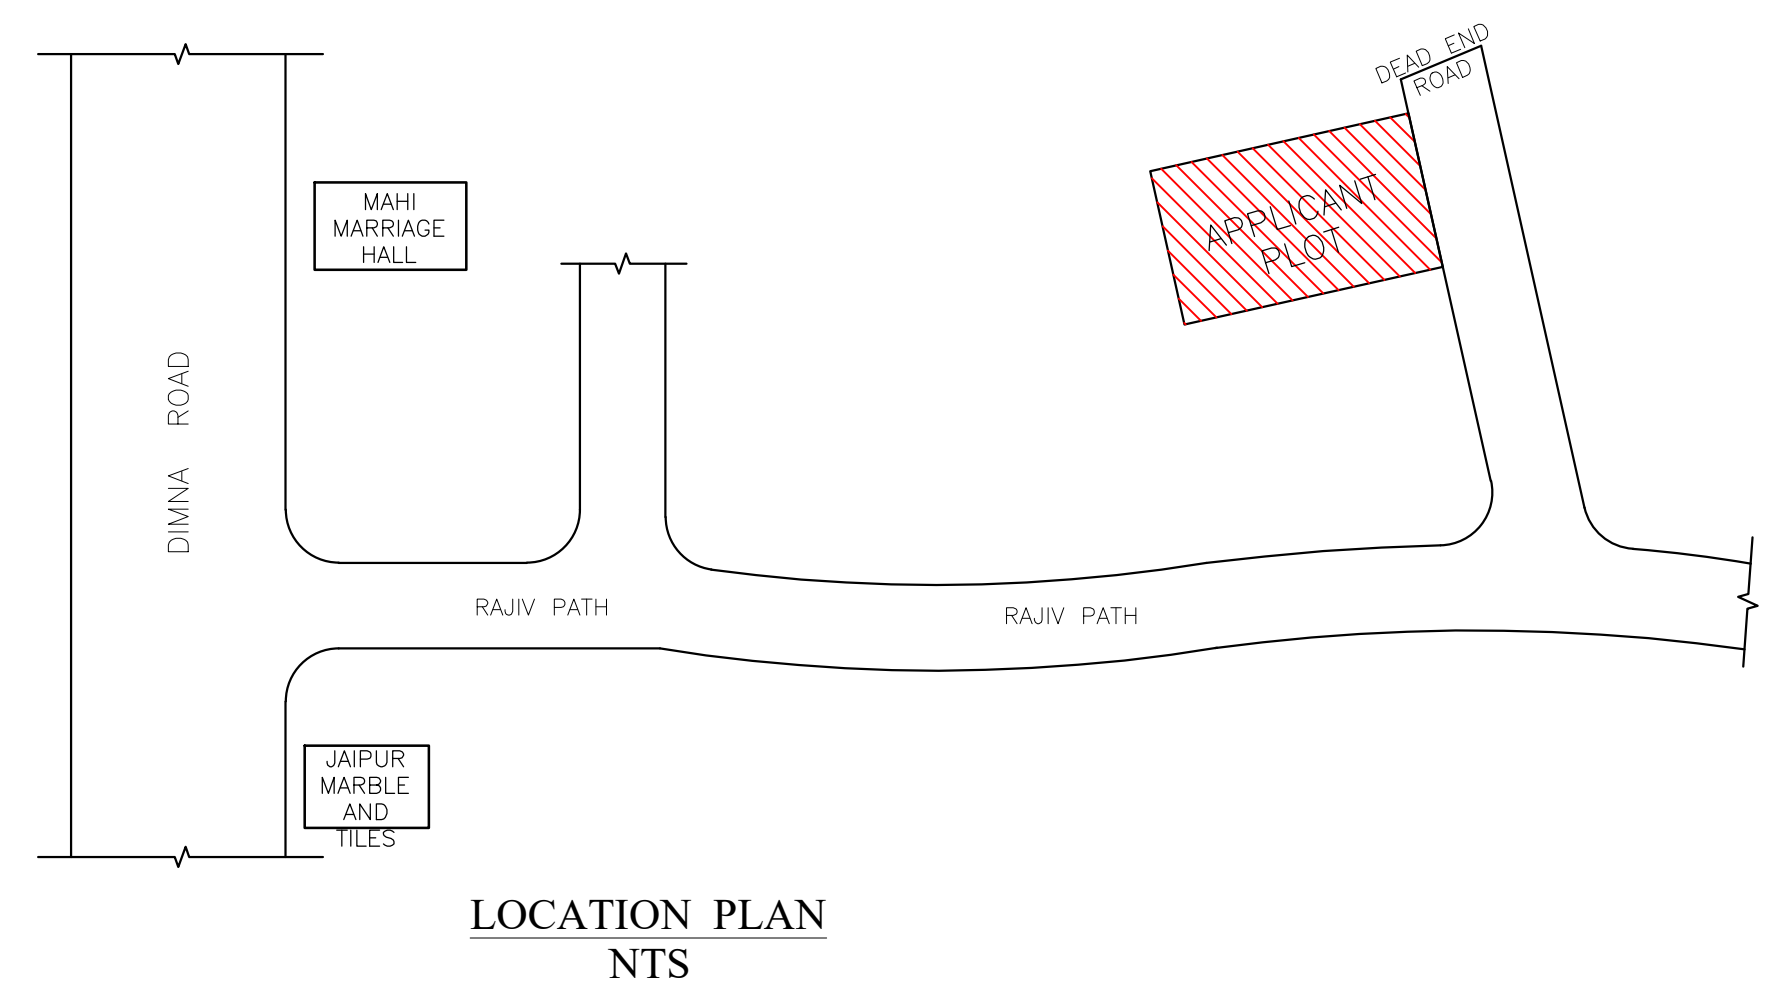 DEAD END
ROAD
MAHI
MARRIAGE
HALL
APPLICANT
PLOT
DIMNA ROAD
RAJIV PATH
RAJIV PATH
JAIPUR
MARBLE
AND
TILES
LOCATION PLAN
NTS